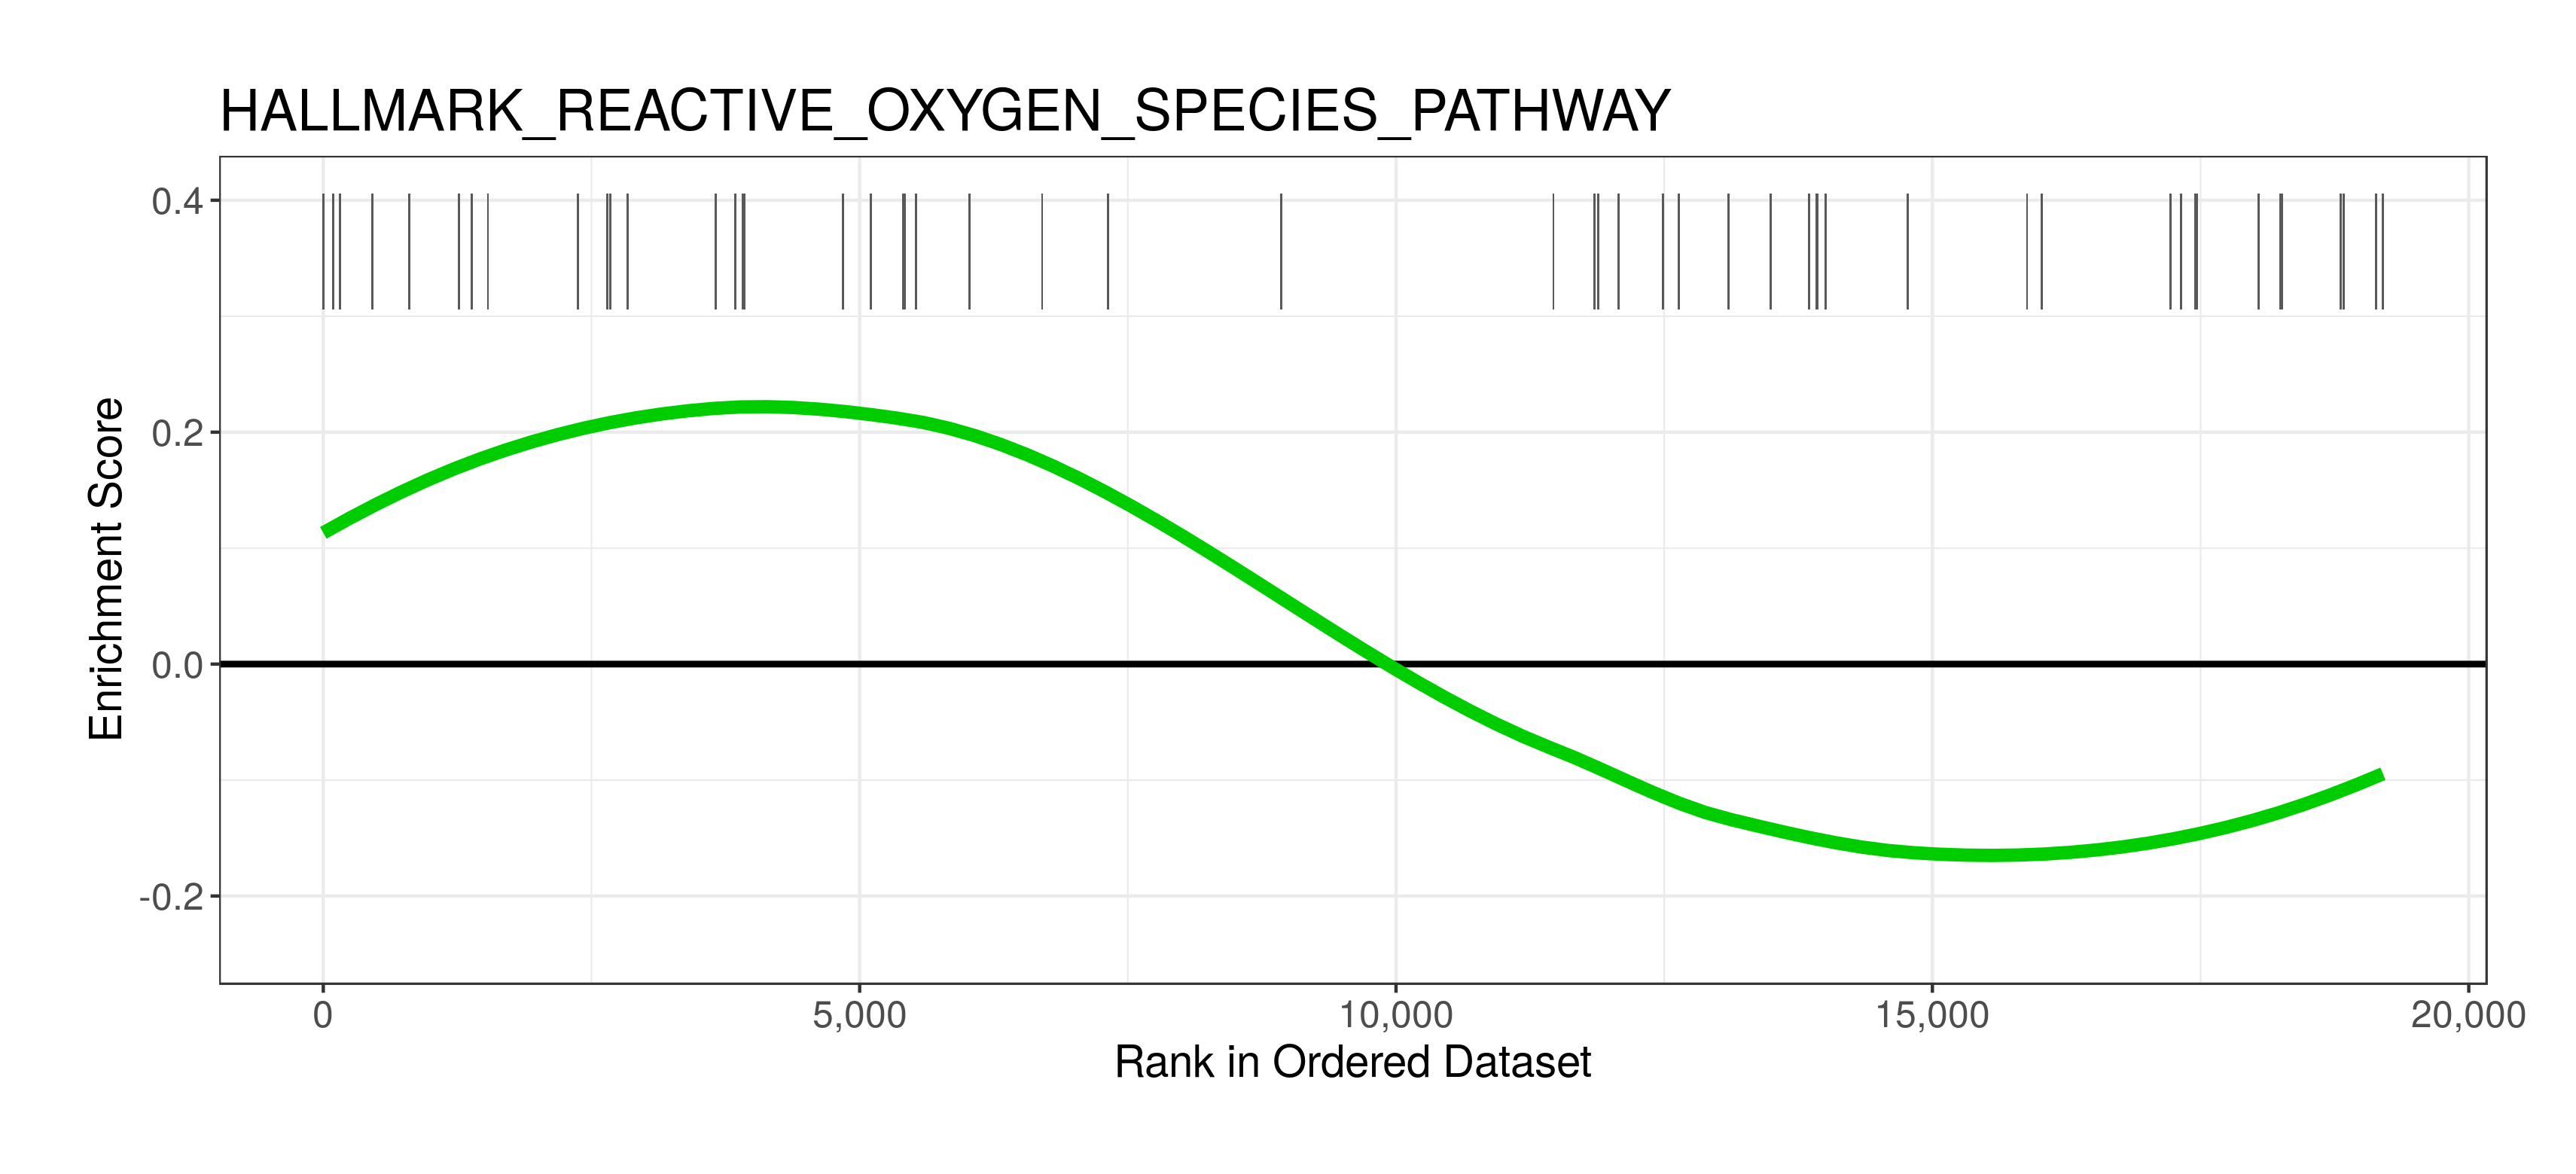 HALLMARK_REACTIVE_OXYGEN_SPECIES_PATHWAY
0.4
0.2
0.0
-0.2
Enrichment Score
0 5,000 10,000 15,000 20,000
Rank in Ordered Dataset